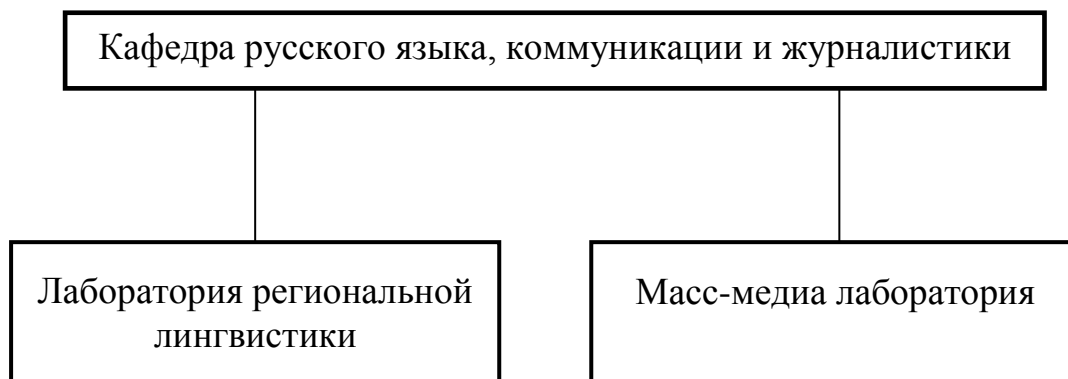 Кафедра русского языка, коммуникации и журналистики
Лаборатория региональной
лингвистики
Масс-медиа лаборатория